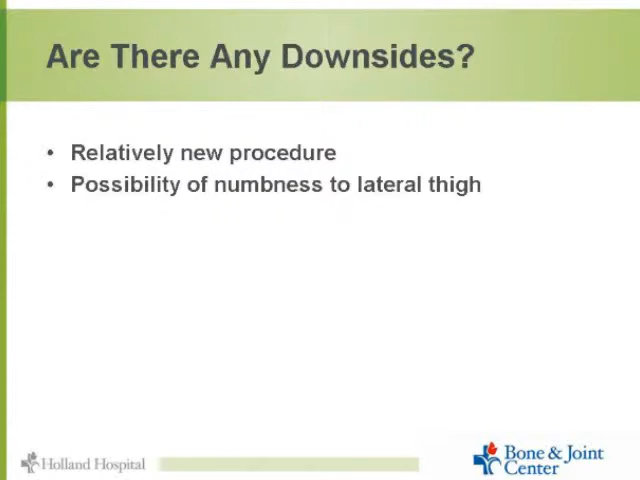 Are There Any Downsides?
• Relatively new procedure
• Possibility of numbness to lateral thigh
Holland Hospital
Bone & Joint
Center